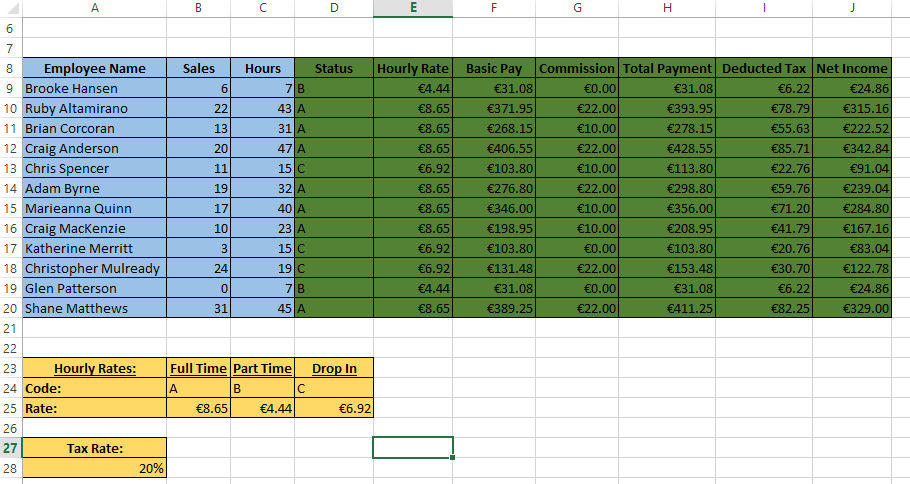 A B C D E F G H I J
6
7
8 Employee Name Sales Hours Status Hourly Rate Basic Pay Commission Total Payment Deducted Tax Net Income
9 Brooke Hansen 6 7 B €4.44 €31.08 €0.00 €31.08 €6.22 €24.86
10 Ruby Altamirano 22 43 A €8.65 €371.95 €22.00 €393.95 €78.79 €315.16
11 Brian Corcoran 13 31 A €8.65 €268.15 €10.00 €278.15 €55.63 €222.52
12 Craig Anderson 20 47 A €8.65 €406.55 €22.00 €428.55 €85.71 €342.84
13 Chris Spencer 11 15 C €6.92 €103.80 €10.00 €113.80 €22.76 €91.04
14 Adam Byrne 19 32 A €8.65 €276.80 €22.00 €298.80 €59.76 €239.04
15 Marieanna Quinn 17 40 A €8.65 €346.00 €10.00 €356.00 €71.20 €284.80
16 Craig MacKenzie 10 23 A €8.65 €198.95 €10.00 €208.95 €41.79 €167.16
17 Katherine Merritt 3 15 C €6.92 €103.80 €0.00 €103.80 €20.76 €83.04
18 Christopher Mulready 24 19 C €6.92 €131.48 €22.00 €153.48 €30.70 €122.78
19 Glen Patterson 0 7 B €4.44 €31.08 €0.00 €31.08 €6.22 €24.86
20 Shane Matthews 31 45 A €8.65 €389.25 €22.00 €411.25 €82.25 €329.00
21
22
23 Hourly Rates: Full Time Part Time Drop In
24 Code: A B C
25 Rate: €8.65 €4.44 €6.92
26
27 Tax Rate:
28 20%